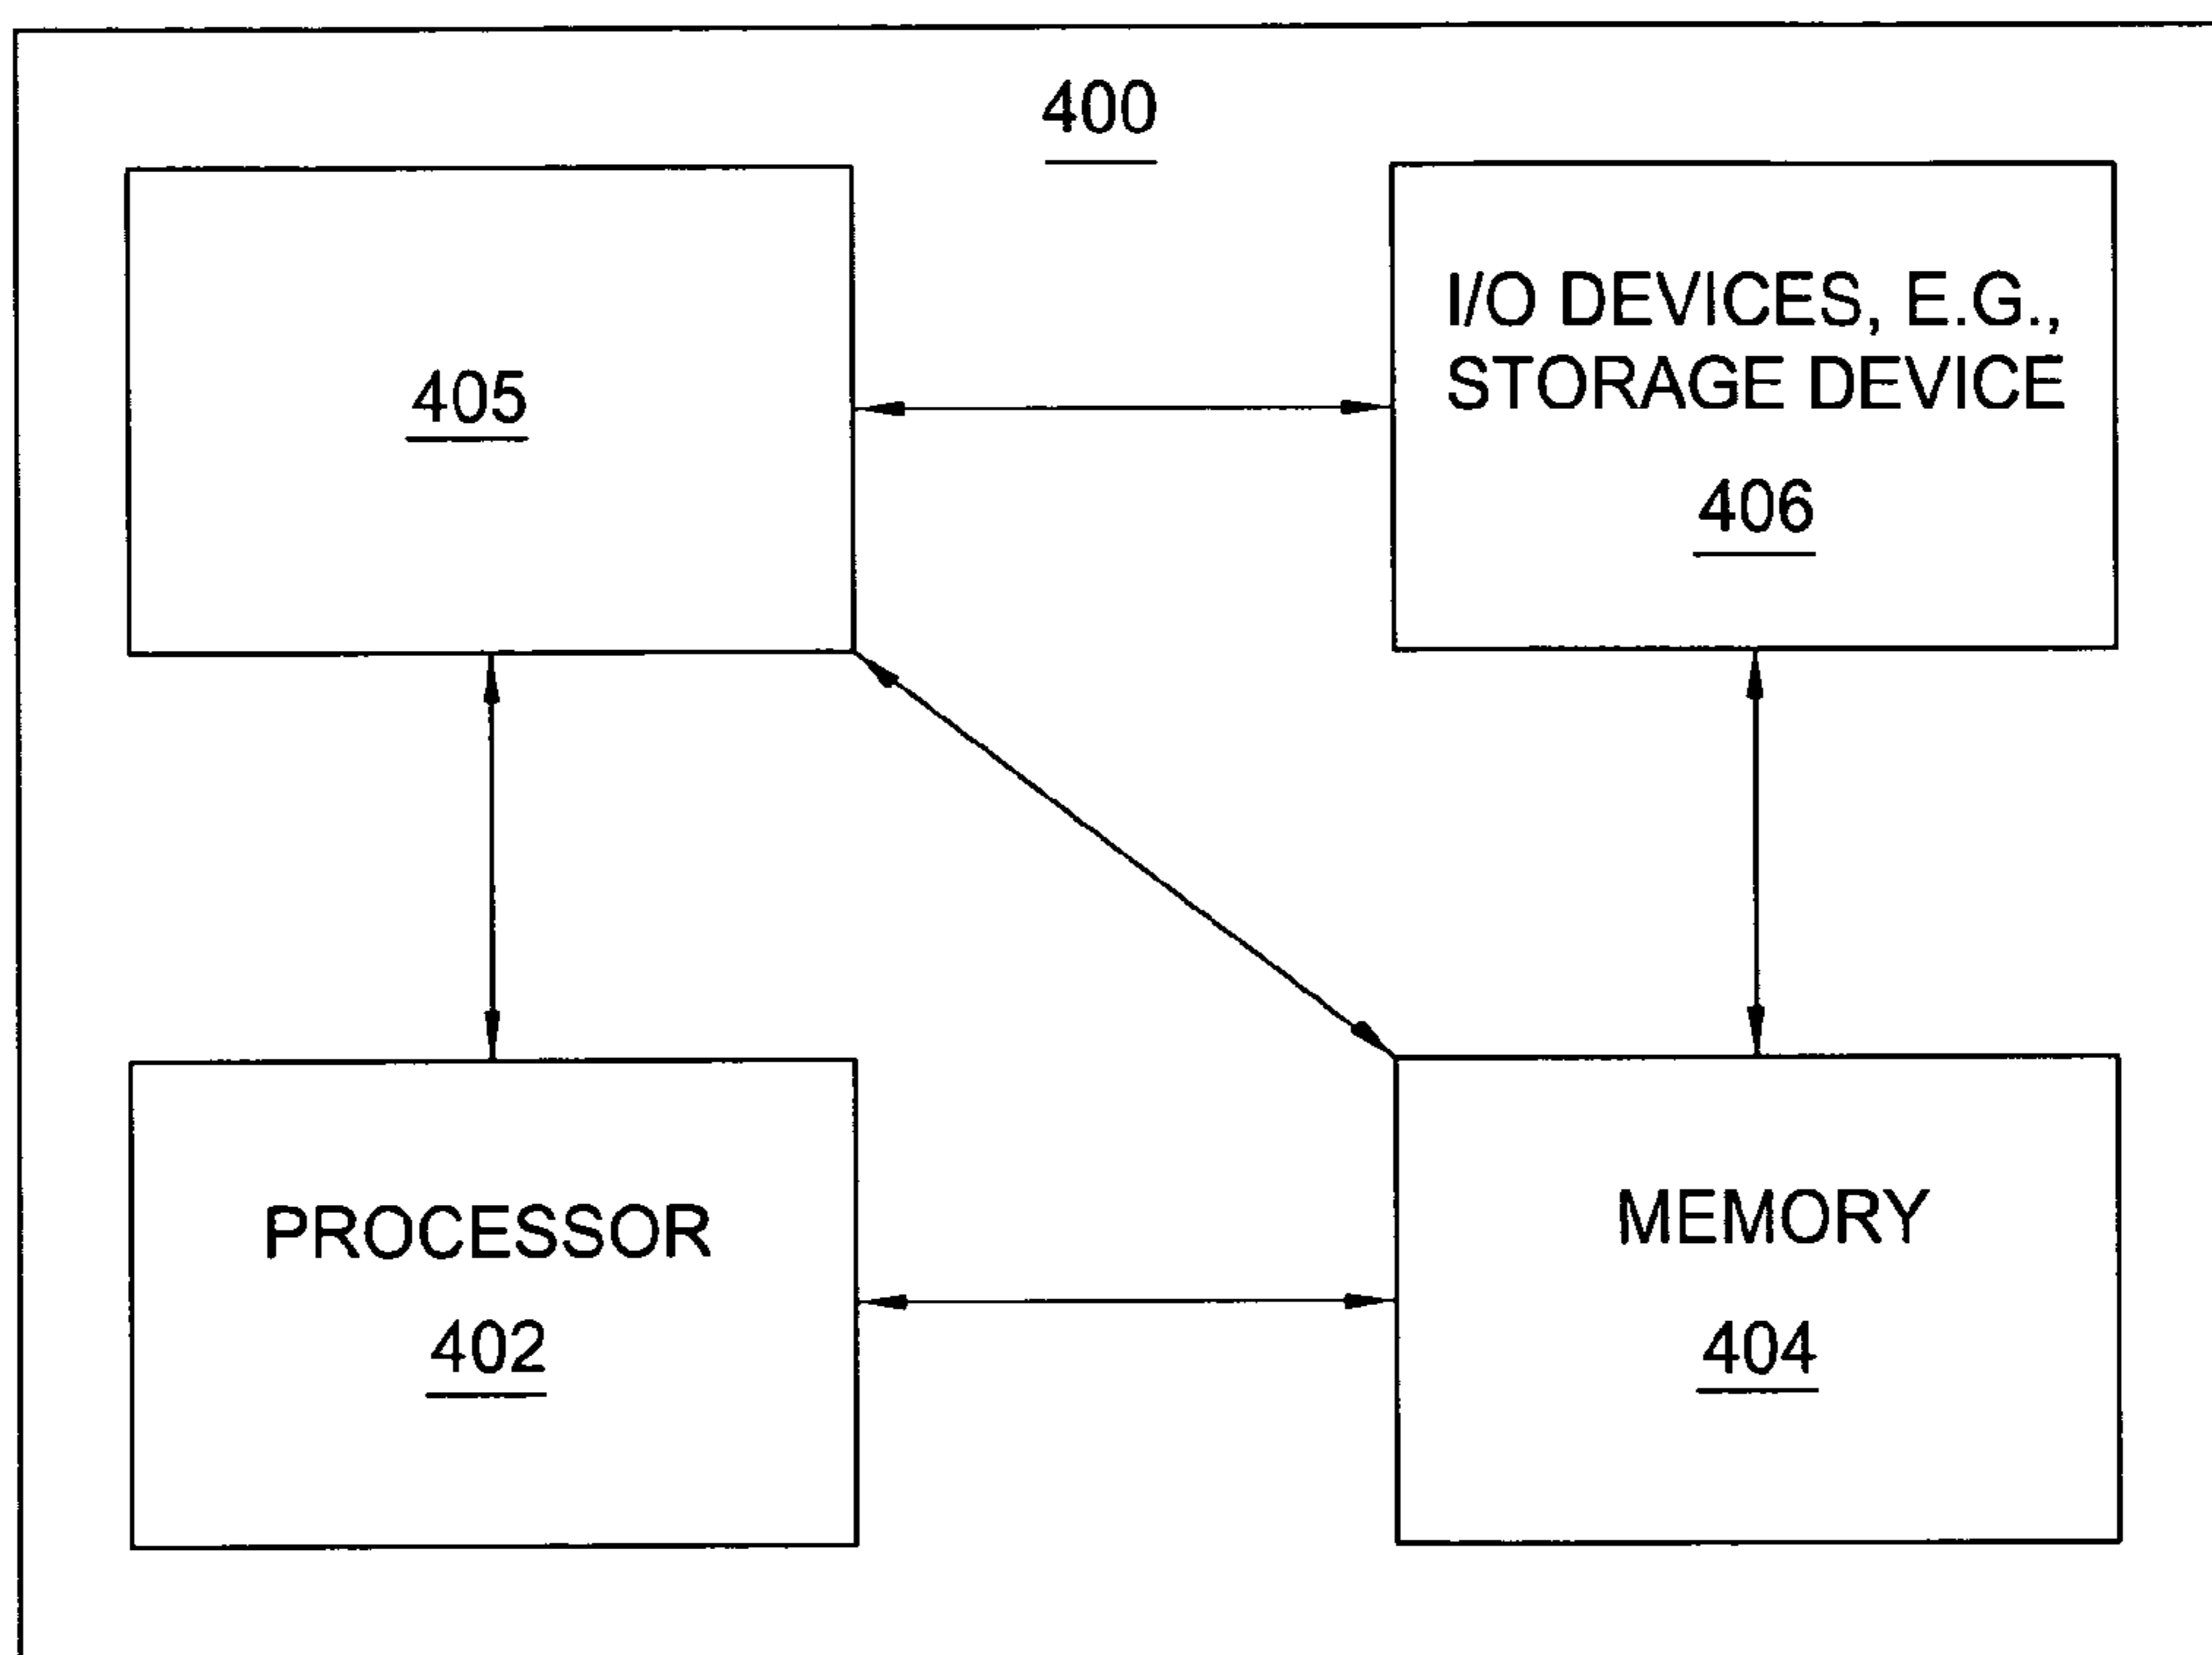 400
405
I/O DEVICES, E.G.,
STORAGE DEVICE
406
PROCESSOR
402
MEMORY
404